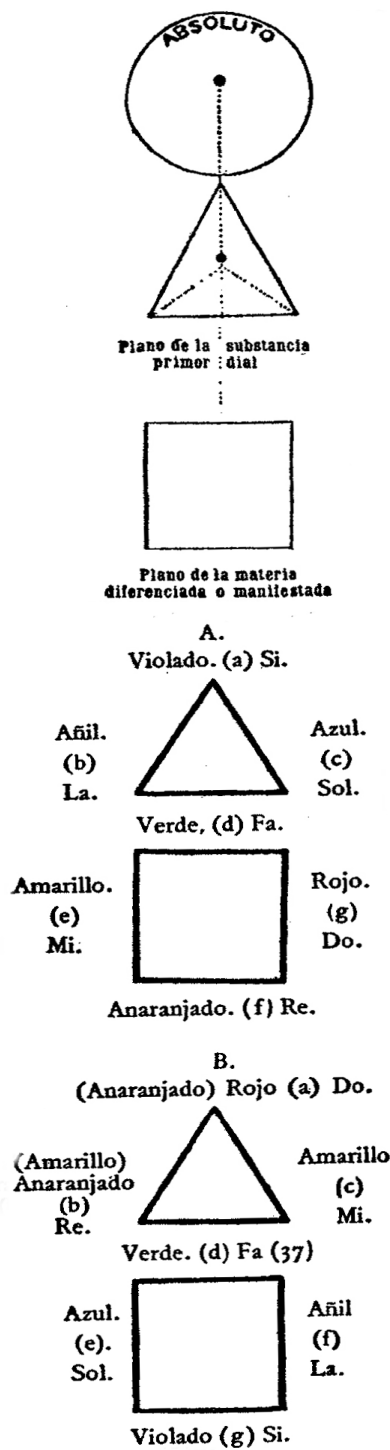 ABSOLUTO
Plano de la substancia
primor dial
Plano de la materia
diferenciada o manifestada
A.
Violado. (a) Si.
Añil.
(b)
La.
Azul.
(c)
Sol.
Verde, (d) Fa.
Amarillo.
(e)
Mi.
Rojo.
(g)
Do.
Anaranjado. (f) Re.
B.
(Anaranjado) Rojo (a) Do.
(Amarillo)
Anaranjado
(b)
Re.
Amarillo
(c)
Mi.
Verde. (d) Fa (37)
Azul.
(e).
Sol.
Añil
(f)
La.
Violado (g) Si.